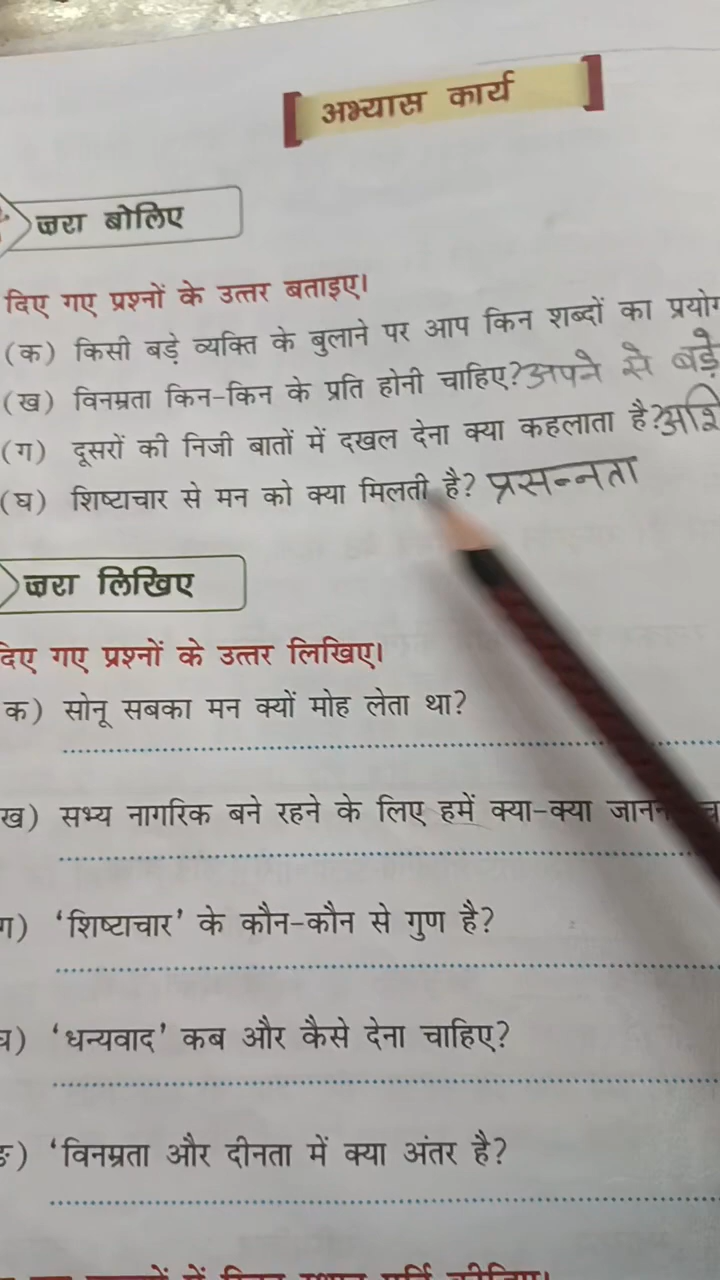 अभ्यास कार्य
ज़रा बोलिए
दिए गए प्रश्नों के उत्तर बताइए।
(क) किसी बड़े व्यक्ति के बुलाने पर आप किन शब्दों का प्रयोग
(ख) विनम्रता किन-किन के प्रति होनी चाहिए? अपने से बड़े
(ग) दूसरों की निजी बातों में दखल देना क्या कहलाता है? अशि
(घ) शिष्टाचार से मन को क्या मिलती है? प्रसन्नता
ज़रा लिखिए
दिए गए प्रश्नों के उत्तर लिखिए।
क) सोनू सबका मन क्यों मोह लेता था?
ख) सभ्य नागरिक बने रहने के लिए हमें क्या-क्या
ग) ‘शिष्टाचार’ के कौन-कौन से गुण है?
घ) ‘धन्यवाद’ कब और कैसे देना चाहिए?
ङ) ‘विनम्रता और दीनता में क्या अंतर है?